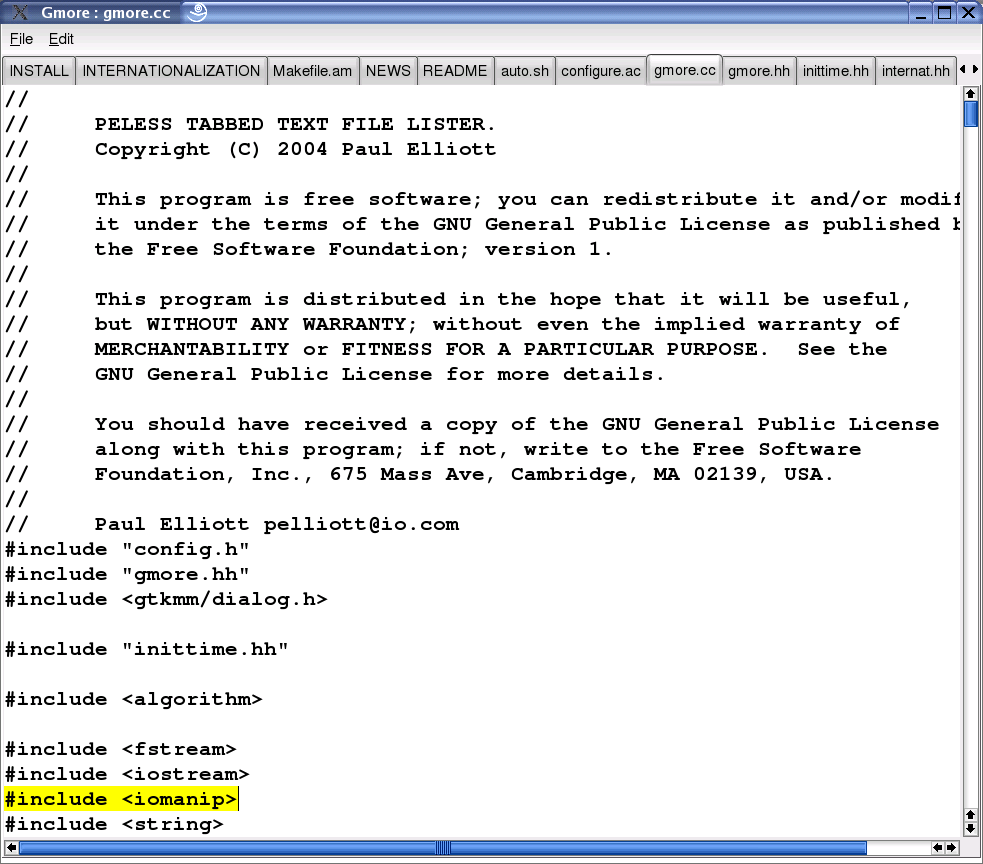 Gmore : gmore.cc
File Edit
INSTALL INTERNATIONALIZATION Makefile.am NEWS README auto.sh configure.ac gmore.cc gmore.hh inittime.hh internat.hh
//
// PELESS TABBED TEXT FILE LISTER.
// Copyright (C) 2004 Paul Elliott
//
// This program is free software; you can redistribute it and/or modif
// it under the terms of the GNU General Public License as published b
// the Free Software Foundation; version 1.
//
// This program is distributed in the hope that it will be useful,
// but WITHOUT ANY WARRANTY; without even the implied warranty of
// MERCHANTABILITY or FITNESS FOR A PARTICULAR PURPOSE.  See the
// GNU General Public License for more details.
//
// You should have received a copy of the GNU General Public License
// along with this program; if not, write to the Free Software
// Foundation, Inc., 675 Mass Ave, Cambridge, MA 02139, USA.
//
// Paul Elliott pelliott@io.com
#include "config.h"
#include "gmore.hh"
#include <gtkmm/dialog.h>
#include "inittime.hh"
#include <algorithm>
#include <fstream>
#include <iostream>
#include <iomanip>
#include <string>